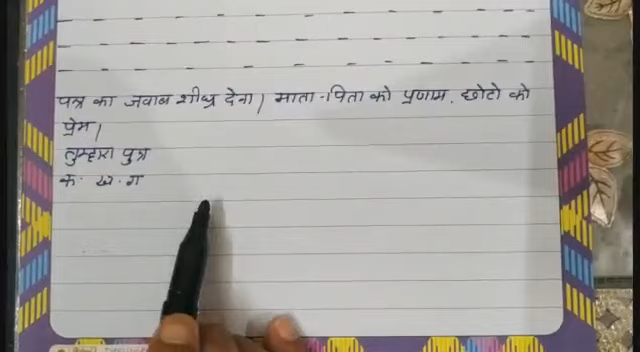 पत्र का जवाब शीघ्र देना। माता-पिता को प्रणाम. छोटो को
प्रेम।
तुम्हारा पुत्र
क. ख. ग